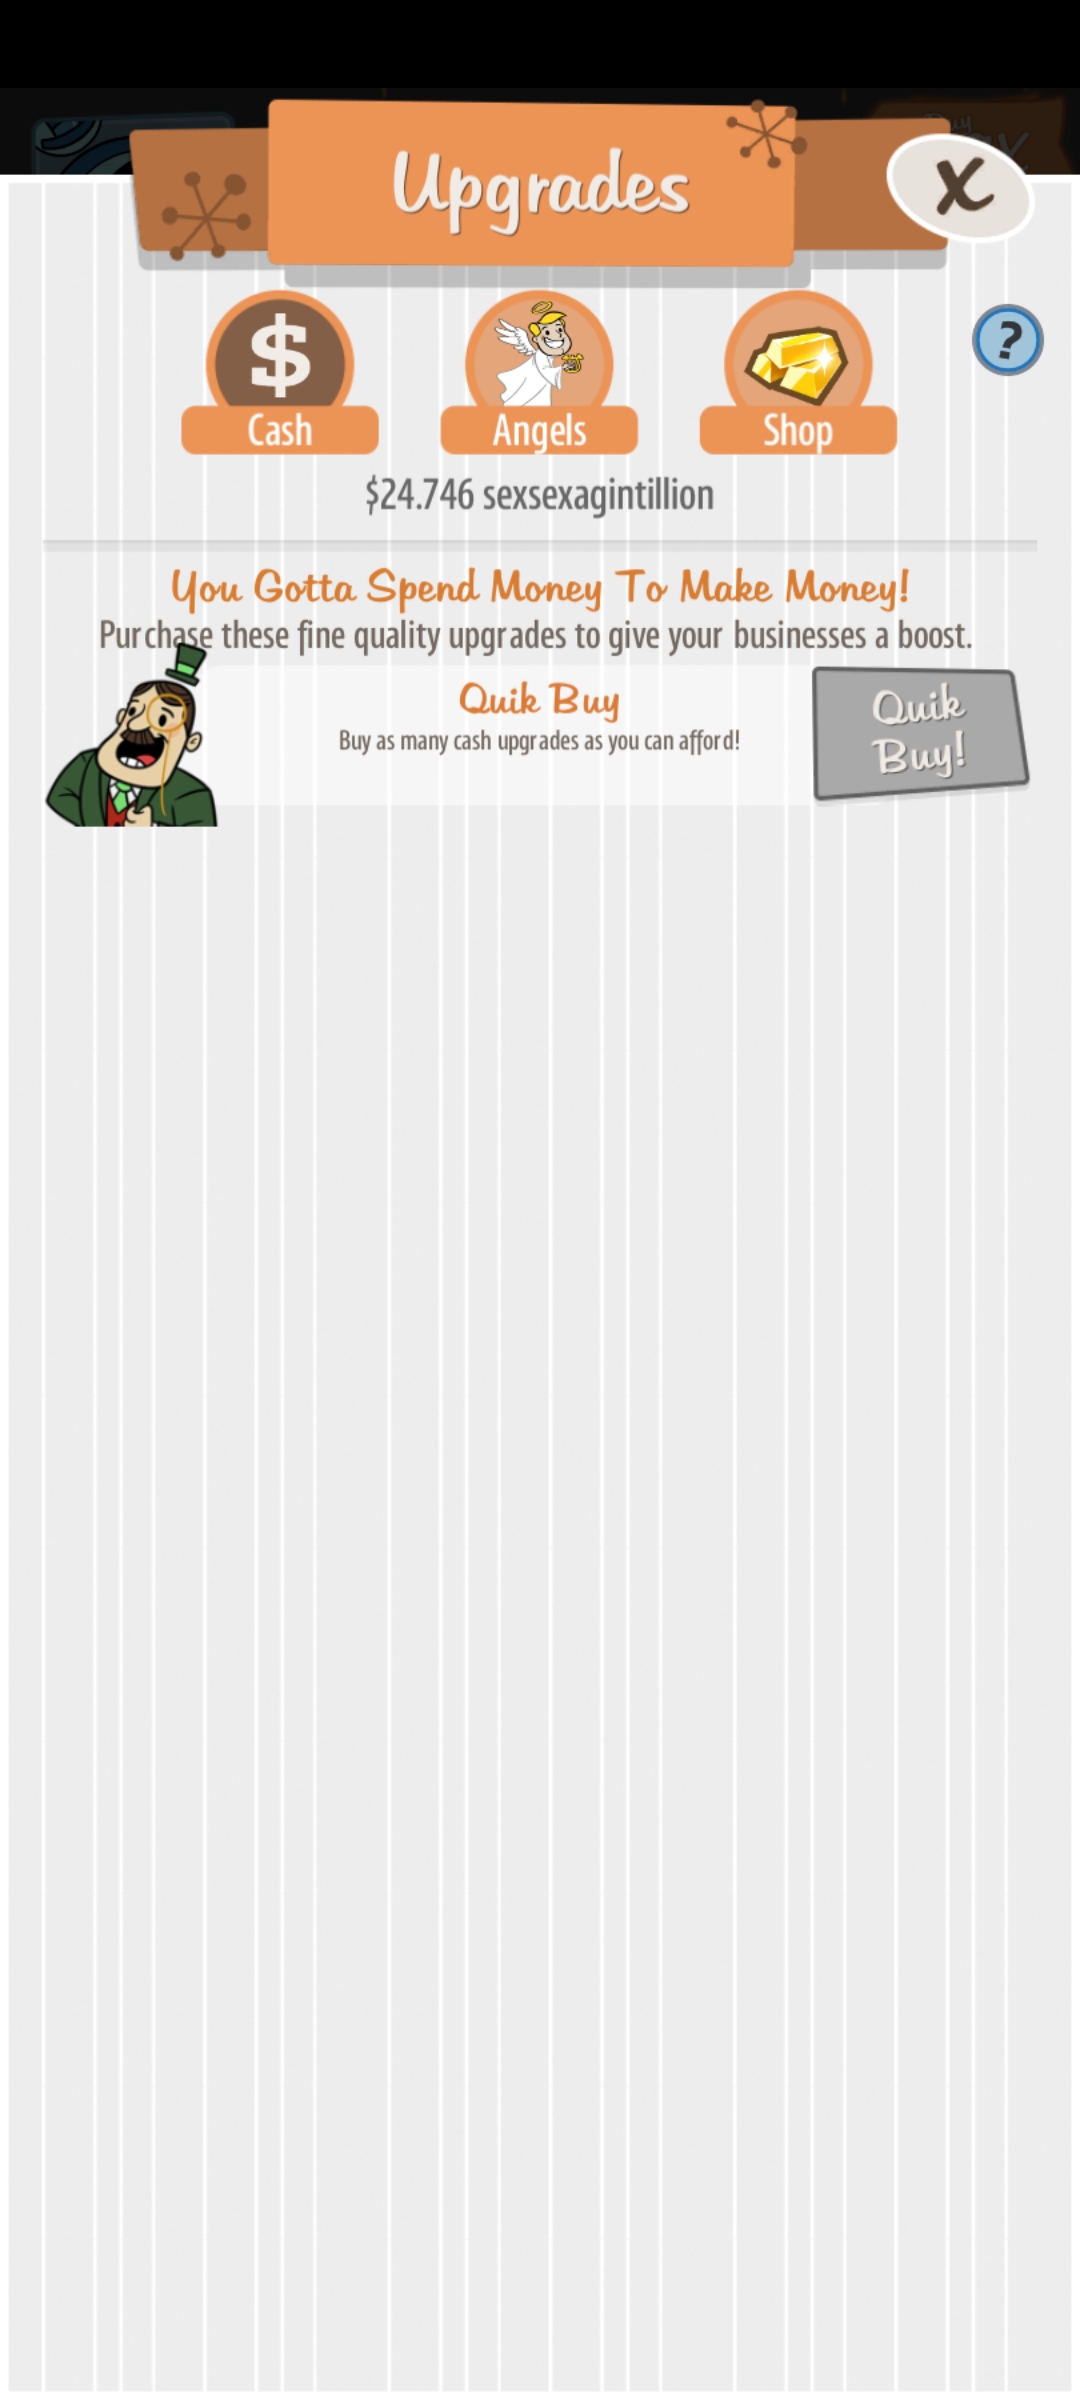 Upgrades
X
?
$
Cash
Angels
Shop
$24.746 sexsexagintillion
You Gotta Spend Money To Make Money!
Purchase these fine quality upgrades to give your businesses a boost.
Quik Buy
Buy as many cash upgrades as you can afford!
Quik
Buy!